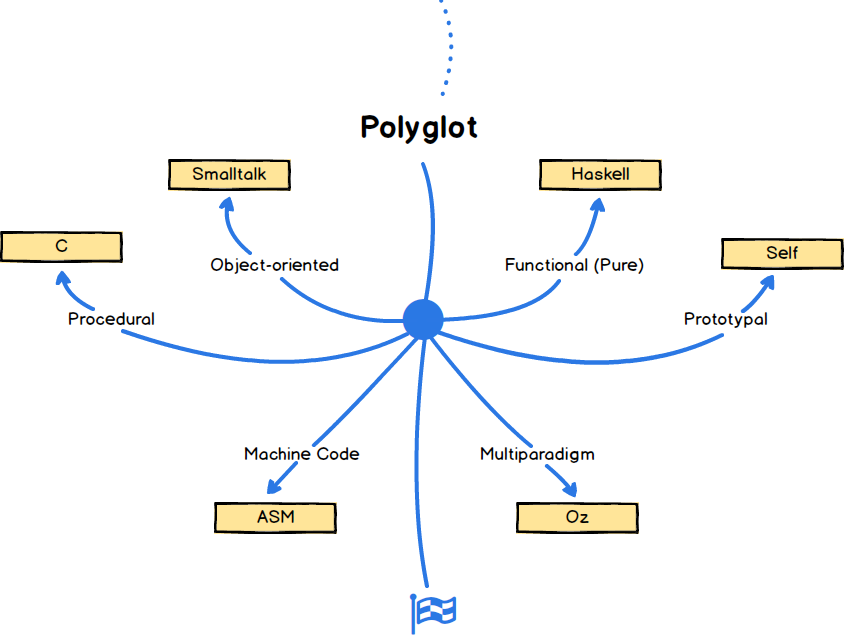 Polyglot
Smalltalk
Haskell
C
Self
Object-oriented
Functional (Pure)
Procedural
Prototypal
Machine Code
Multiparadigm
ASM
Oz